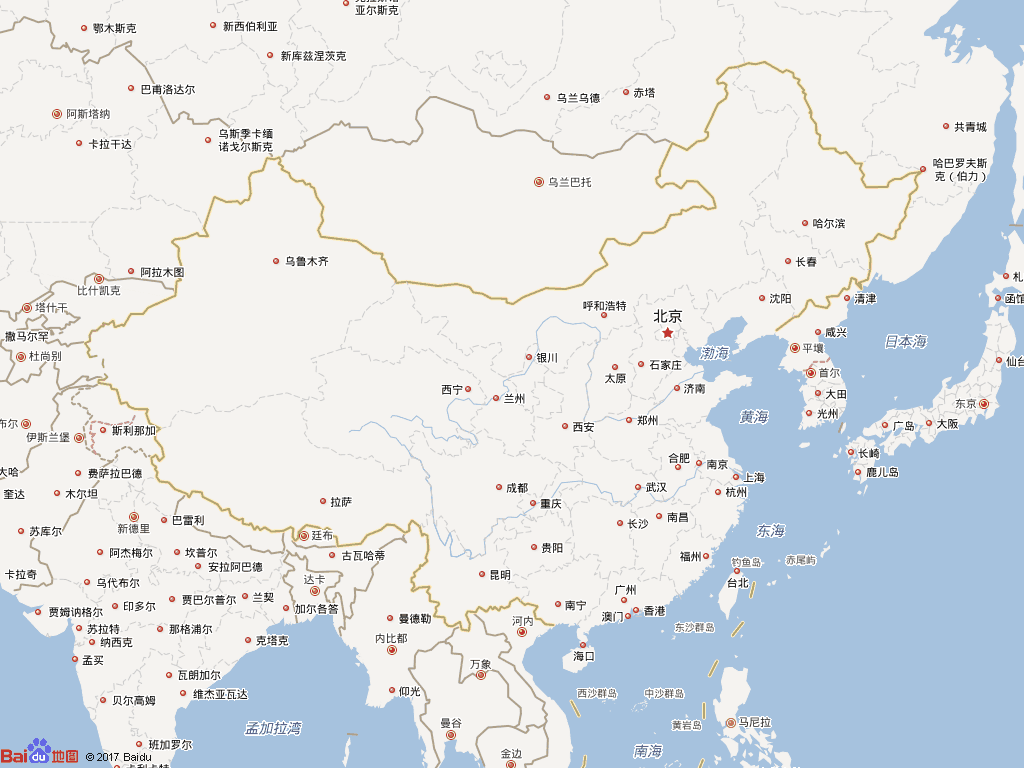 亚尔斯克
鄂木斯克
新西伯利亚
新库兹涅茨克
巴甫洛达尔
乌兰乌德
赤塔
阿斯塔纳
共青城
卡拉干达
乌斯季卡缅
诺戈尔斯克
哈巴罗夫斯
克（伯力）
乌兰巴托
哈尔滨
乌鲁木齐
长春
阿拉木图
札
比什凯克
沈阳
清津
函馆
塔什干
呼和浩特
北京
撒马尔罕
咸兴
日本海
杜尚别
银川
渤海
平壤
石家庄
仙台
太原
首尔
西宁
济南
大田
兰州
东京
黄海
光州
布尔
斯利那加
西安
郑州
广岛
大阪
伊斯兰堡
长崎
合肥
南京
大哈
费萨拉巴德
鹿儿岛
上海
奎达
木尔坦
成都
武汉
杭州
拉萨
重庆
新德里
巴雷利
长沙
南昌
苏库尔
廷布
东海
阿杰梅尔
坎普尔
古瓦哈蒂
贵阳
福州
钓鱼岛
赤尾屿
安拉阿巴德
卡拉奇
乌代布尔
达卡
昆明
台北
贾巴尔普尔
兰契
广州
贾姆讷格尔
印多尔
加尔各答
南宁
澳门
香港
苏拉特
那格浦尔
曼德勒
河内
东沙群岛
纳西克
克塔克
内比都
孟买
万象
海口
瓦朗加尔
仰光
西沙群岛
中沙群岛
贝尔高姆
维杰亚瓦达
曼谷
黄岩岛
马尼拉
孟加拉湾
班加罗尔
金边
南海
Bai du 地图
© 2017 Baidu